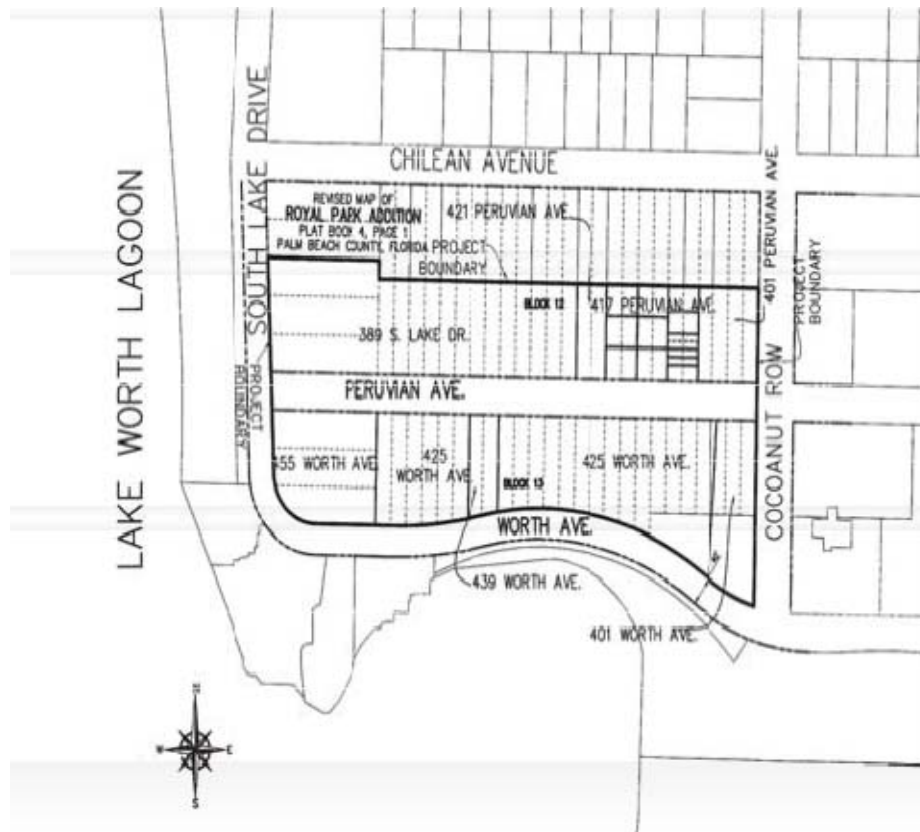 CHILEAN AVENUE
SOUTH LAKE DRIVE
LAKE WORTH LAGOON
REVISED MAP OF
ROYAL PARK ADDITION
PLAT BOOK 4, PAGE 1
PALM BEACH COUNTY, FLORIDA
PROJECT
BOUNDARY
421 PERUVIAN AVE.
401 PERUVIAN AVE.
PROJECT
BOUNDARY
BLOCK 12
417 PERUVIAN AVE.
389 S. LAKE DR.
PERUVIAN AVE.
PROJECT
BOUNDARY
COCOANUT ROW
455 WORTH AVE.
425
WORTH AVE
425 WORTH AVE.
BLOCK 13
WORTH AVE.
439 WORTH AVE.
401 WORTH AVE.
W
E
S